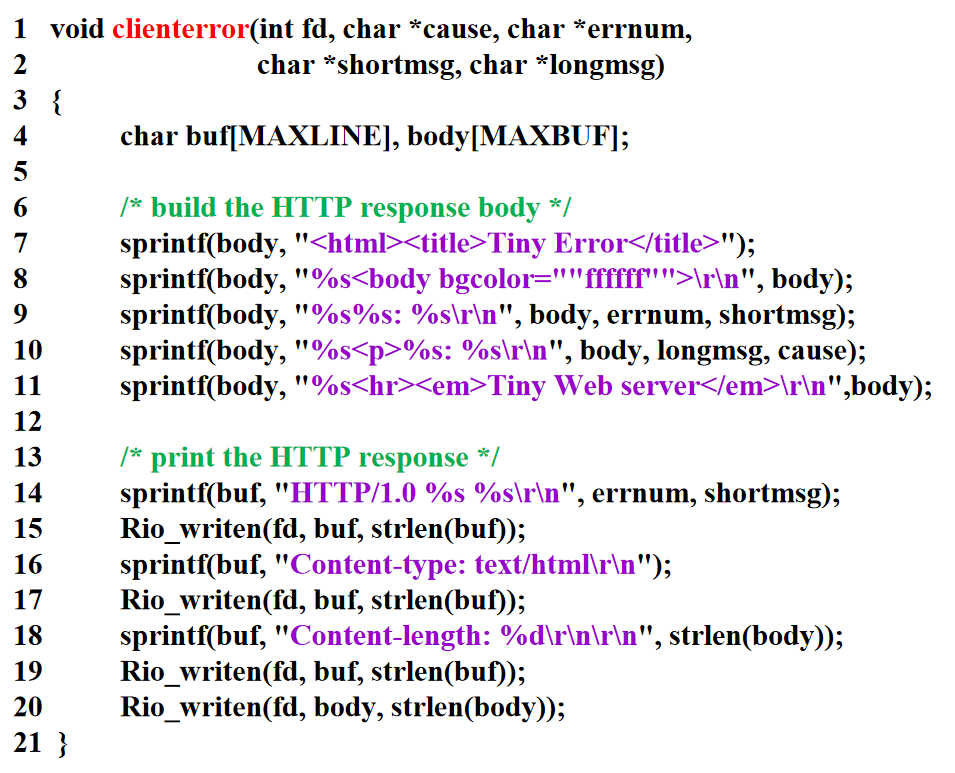 1 void clienterror(int fd, char *cause, char *errnum,
2 char *shortmsg, char *longmsg)
3 {
4 char buf[MAXLINE], body[MAXBUF];
5
6 /* build the HTTP response body */
7 sprintf(body, "<html><title>Tiny Error</title>");
8 sprintf(body, "%s<body bgcolor=""ffffff"">\r\n", body);
9 sprintf(body, "%s%s: %s\r\n", body, errnum, shortmsg);
10 sprintf(body, "%s<p>%s: %s\r\n", body, longmsg, cause);
11 sprintf(body, "%s<hr><em>Tiny Web server</em>\r\n",body);
12
13 /* print the HTTP response */
14 sprintf(buf, "HTTP/1.0 %s %s\r\n", errnum, shortmsg);
15 Rio_writen(fd, buf, strlen(buf));
16 sprintf(buf, "Content-type: text/html\r\n");
17 Rio_writen(fd, buf, strlen(buf));
18 sprintf(buf, "Content-length: %d\r\n\r\n", strlen(body));
19 Rio_writen(fd, buf, strlen(buf));
20 Rio_writen(fd, body, strlen(body));
21 }